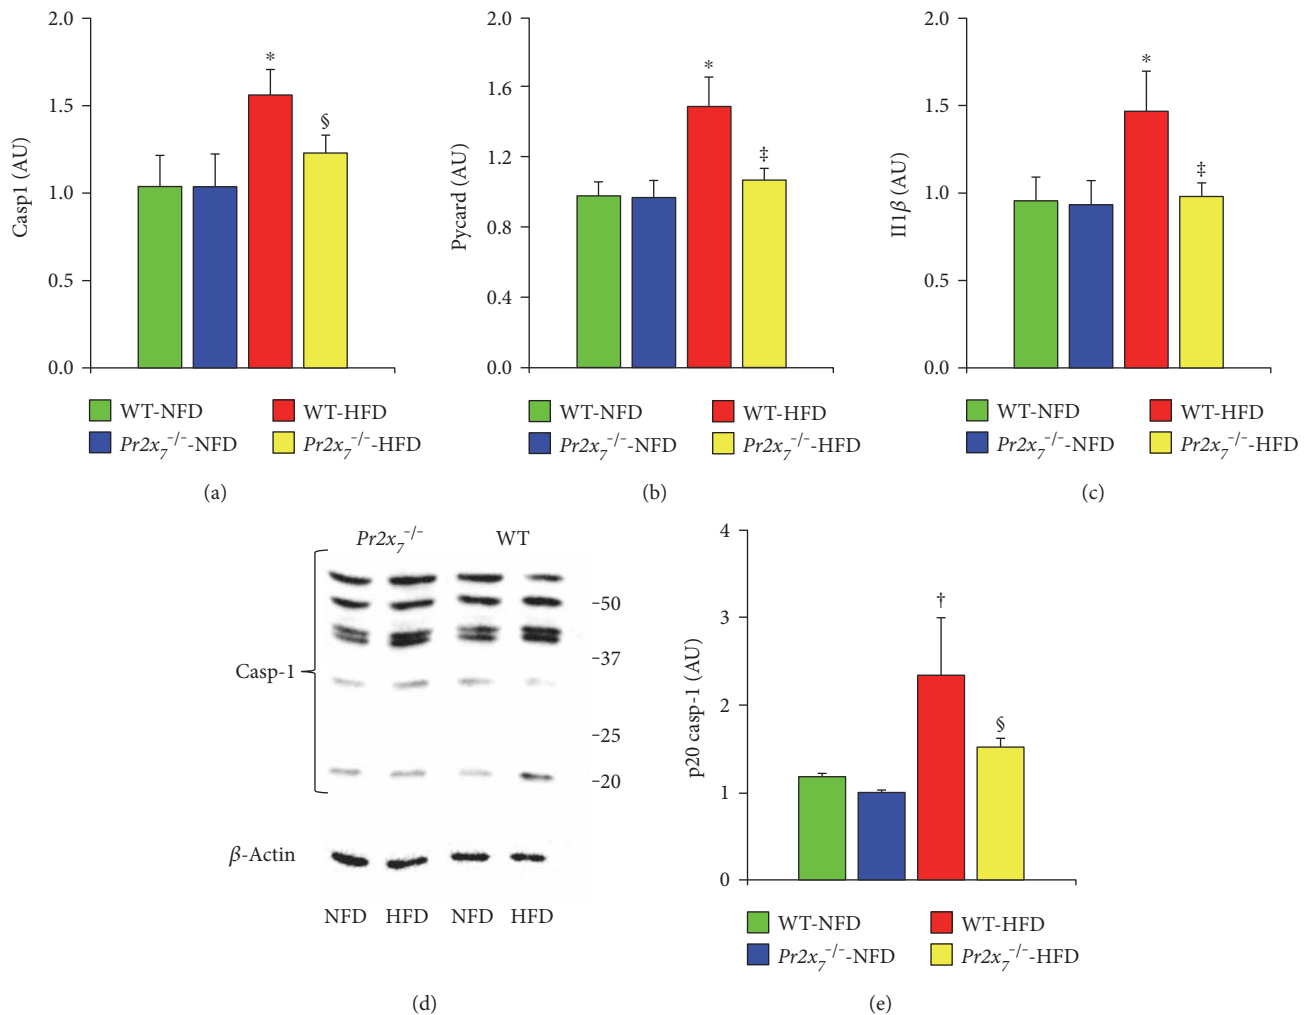 2.0
1.5
1.0
0.5
0.0
Casp1 (AU)
*
§
WT-NFD
WT-HFD
Pr2x7−/−-NFD
Pr2x7−/−-HFD
(a)
2.0
1.6
1.2
0.8
0.4
0.0
Pycard (AU)
*
‡
WT-NFD
WT-HFD
Pr2x7−/−-NFD
Pr2x7−/−-HFD
(b)
2.0
1.5
1.0
0.5
0.0
Il1β (AU)
*
‡
WT-NFD
WT-HFD
Pr2x7−/−-NFD
Pr2x7−/−-HFD
(c)
Pr2x7−/− WT
-50
-37
Casp-1
-25
-20
β-Actin
NFD HFD NFD HFD
(d)
4
3
2
1
0
p20 casp-1 (AU)
†
§
WT-NFD
WT-HFD
Pr2x7−/−-NFD
Pr2x7−/−-HFD
(e)